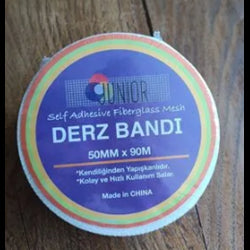 JUNIOR
Self Adhesive Fiberglass Mesh
DERZ BANDI
50MM x 90M
*Kendiliğinden Yapışkanlıdır.
*Kolay ve Hızlı Kullanım Sağlar.
Made in CHINA